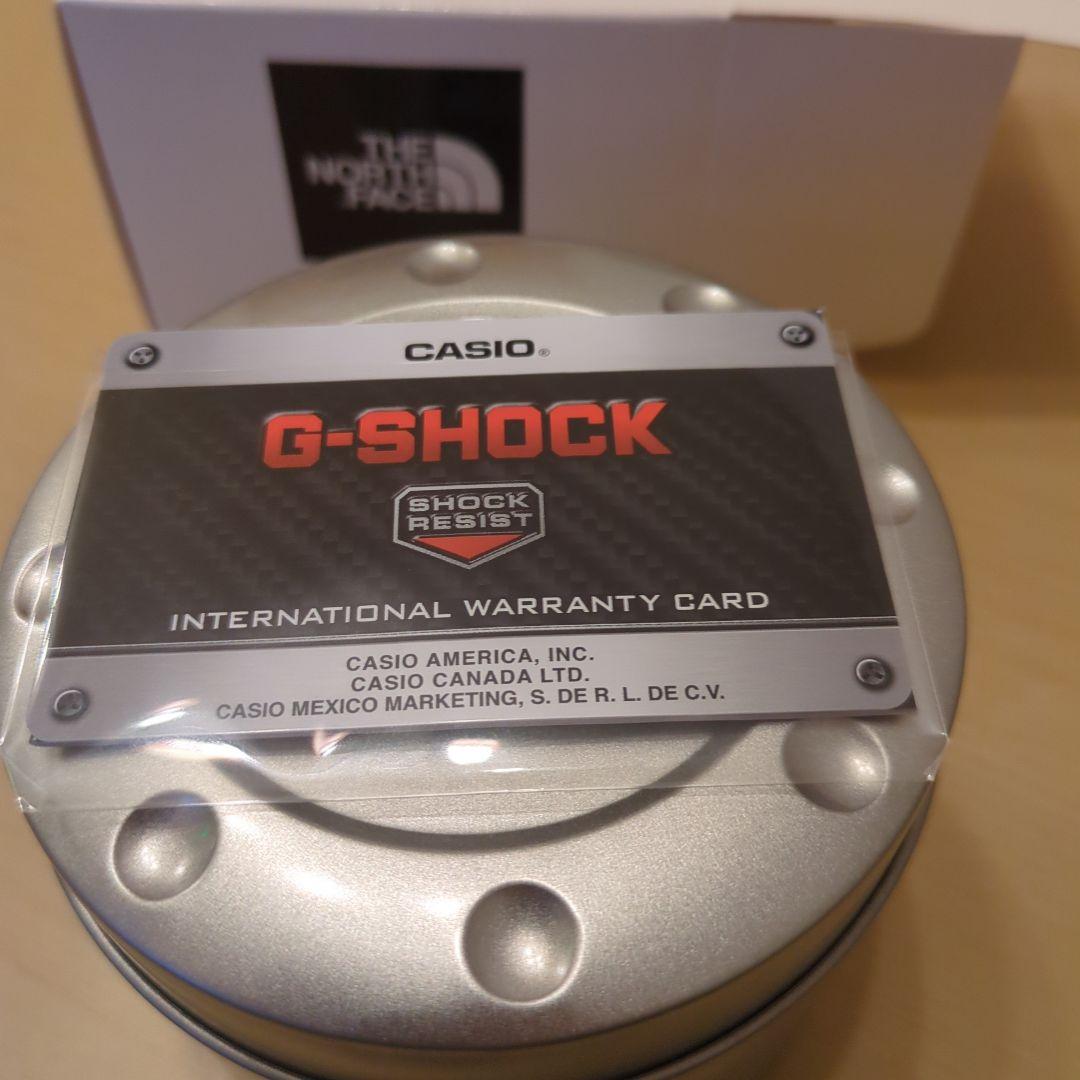 THE
NORTH
FACE
CASIO®
G-SHOCK
SHOCK
RESIST
INTERNATIONAL WARRANTY CARD
CASIO AMERICA, INC.
CASIO CANADA LTD.
CASIO MEXICO MARKETING, S. DE R. L. DE C.V.